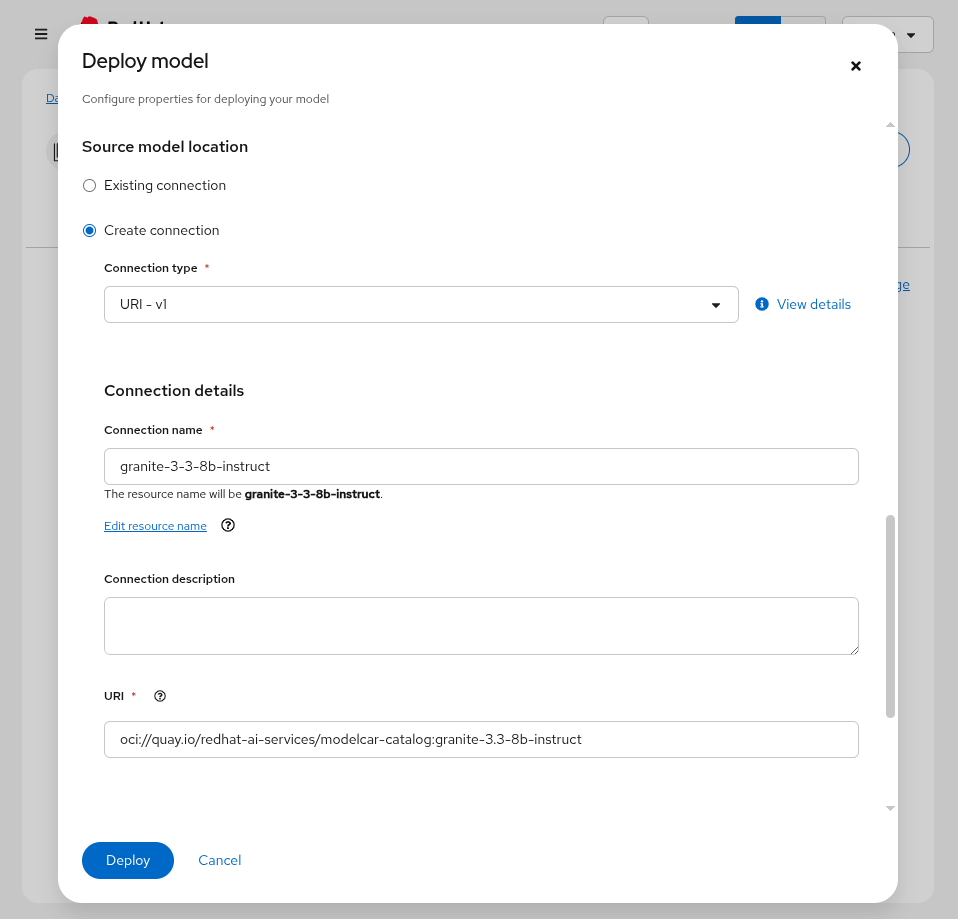 Deploy model
Configure properties for deploying your model
Source model location
Existing connection
Create connection
Connection type *
URI - v1
View details
Connection details
Connection name *
granite-3-3-8b-instruct
The resource name will be granite-3-3-8b-instruct.
Edit resource name
Connection description
URI *
oci://quay.io/redhat-ai-services/modelcar-catalog:granite-3.3-8b-instruct
Deploy
Cancel